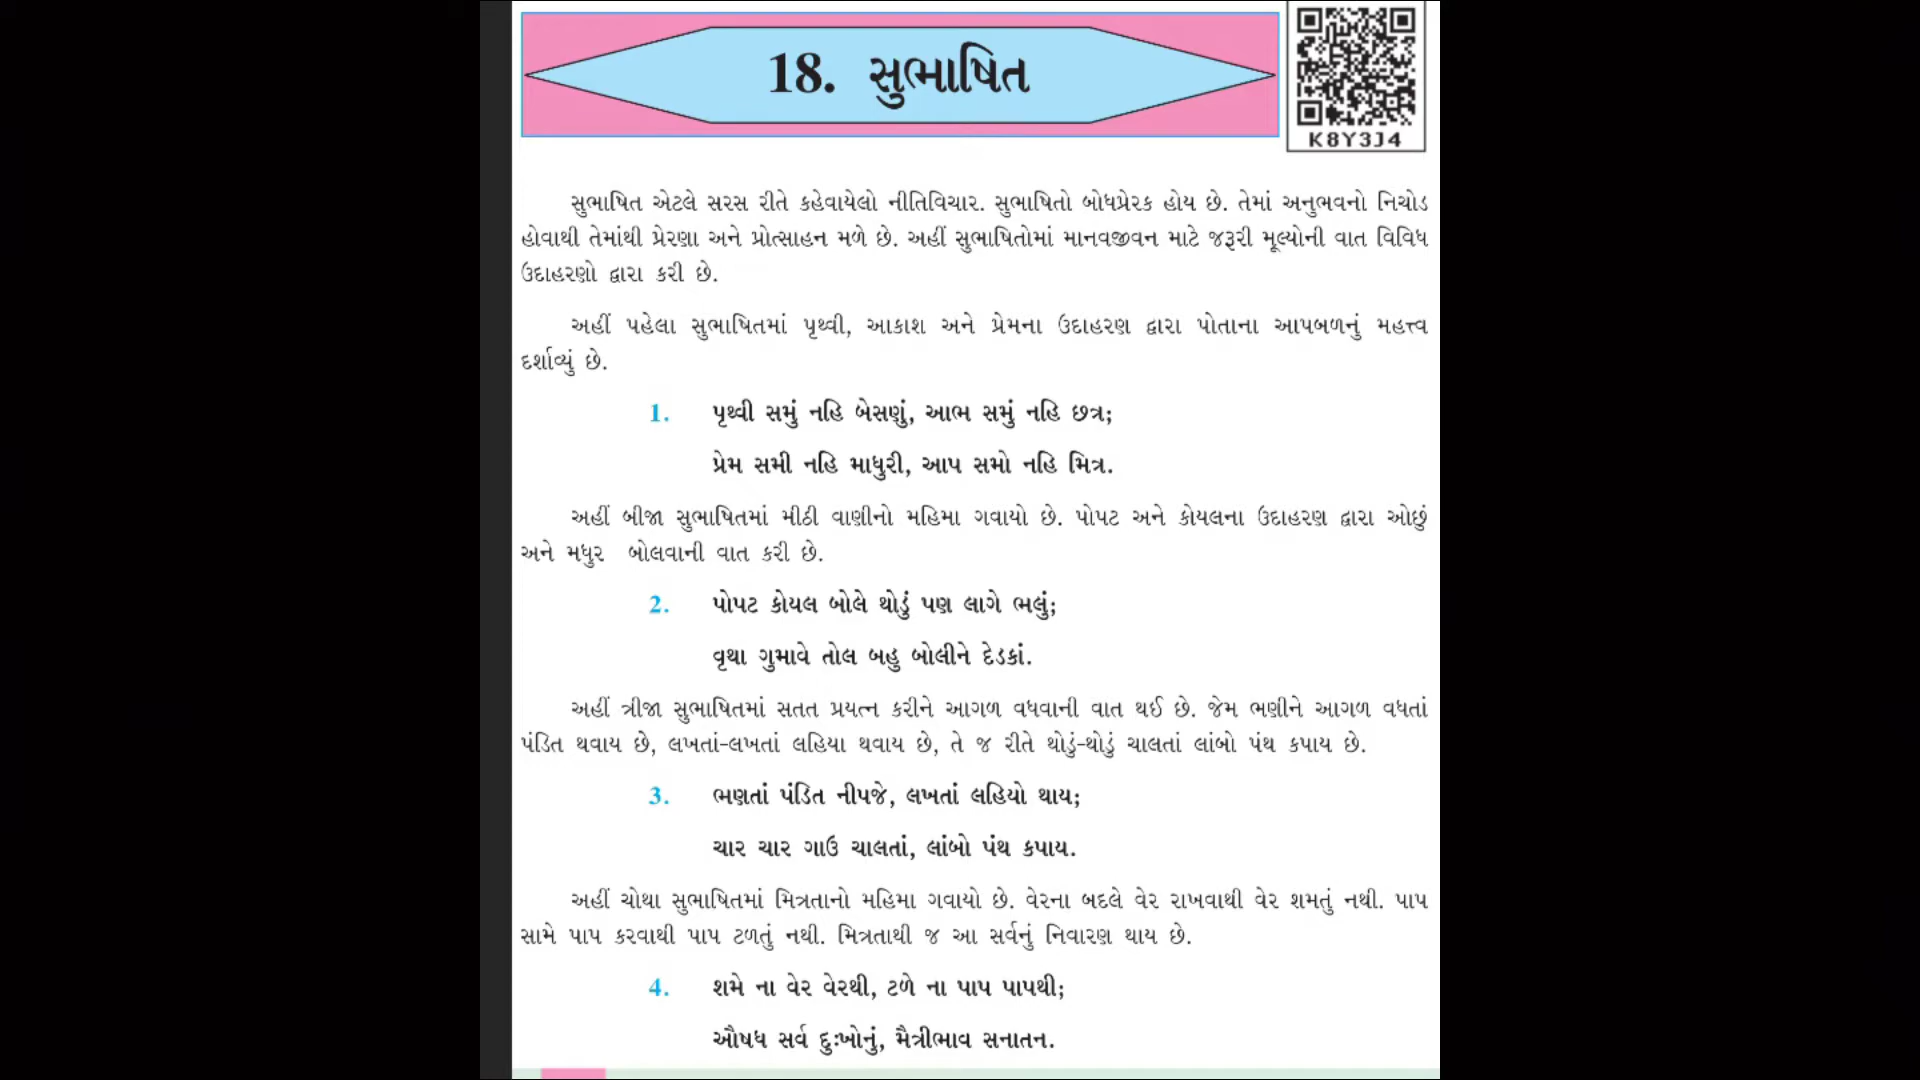 18. સુભાષિત
K8Y3J4
સુભાષિત એટલે સરસ રીતે કહેવાયેલો નીતિવિચાર. સુભાષિતો બોધપ્રેરક હોય છે. તેમાં અનુભવનો નિચોડ
હોવાથી તેમાંથી પ્રેરણા અને પ્રોત્સાહન મળે છે. અહીં સુભાષિતોમાં માનવજીવન માટે જરૂરી મૂલ્યોની વાત વિવિધ
ઉદાહરણો દ્વારા કરી છે.
અહીં પહેલા સુભાષિતમાં પૃથ્વી, આકાશ અને પ્રેમના ઉદાહરણ દ્વારા પોતાના આપબળનું મહત્ત્વ
દર્શાવ્યું છે.
1. પૃથ્વી સમું નહિ બેસણું, આભ સમું નહિ છત્ર;
પ્રેમ સમી નહિ માધુરી, આપ સમો નહિ મિત્ર.
અહીં બીજા સુભાષિતમાં મીઠી વાણીનો મહિમા ગવાયો છે. પોપટ અને કોયલના ઉદાહરણ દ્વારા ઓછું
અને મધુર બોલવાની વાત કરી છે.
2. પોપટ કોયલ બોલે થોડું પણ લાગે ભલું;
વૃથા ગુમાવે તોલ બહુ બોલીને દેડકાં.
અહીં ત્રીજા સુભાષિતમાં સતત પ્રયત્ન કરીને આગળ વધવાની વાત થઈ છે. જેમ ભણીને આગળ વધતાં
પંડિત થવાય છે, લખતાં-લખતાં લહિયા થવાય છે, તે જ રીતે થોડું-થોડું ચાલતાં લાંબો પંથ કપાય છે.
3. ભણતાં પંડિત નીપજે, લખતાં લહિયો થાય;
ચાર ચાર ગાઉ ચાલતાં, લાંબો પંથ કપાય.
અહીં ચોથા સુભાષિતમાં મિત્રતાનો મહિમા ગવાયો છે. વેરના બદલે વેર રાખવાથી વેર શમતું નથી. પાપ
સામે પાપ કરવાથી પાપ ટળતું નથી. મિત્રતાથી જ આ સર્વનું નિવારણ થાય છે.
4. શમે ના વેર વેરથી, ટળે ના પાપ પાપથી;
ઔષધ સર્વ દુઃખોનું, મૈત્રીભાવ સનાતન.